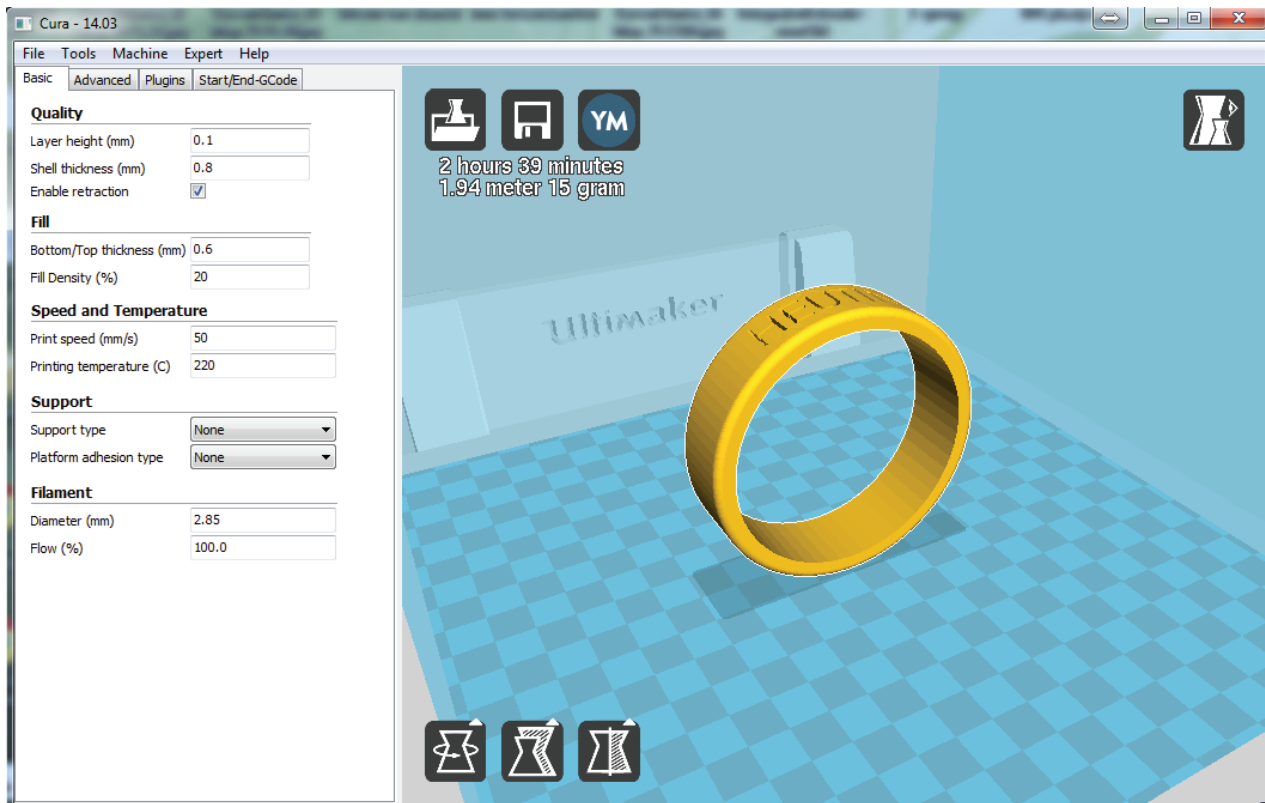 Cura - 14.03
File Tools Machine Expert Help
Basic Advanced Plugins Start/End-GCode
Quality
Layer height (mm) 0.1
Shell thickness (mm) 0.8
Enable retraction
Fill
Bottom/Top thickness (mm) 0.6
Fill Density (%) 20
Speed and Temperature
Print speed (mm/s) 50
Printing temperature (C) 220
Support
Support type None
Platform adhesion type None
Filament
Diameter (mm) 2.85
Flow (%) 100.0
YM
2 hours 39 minutes
1.94 meter 15 gram
Ultimaker